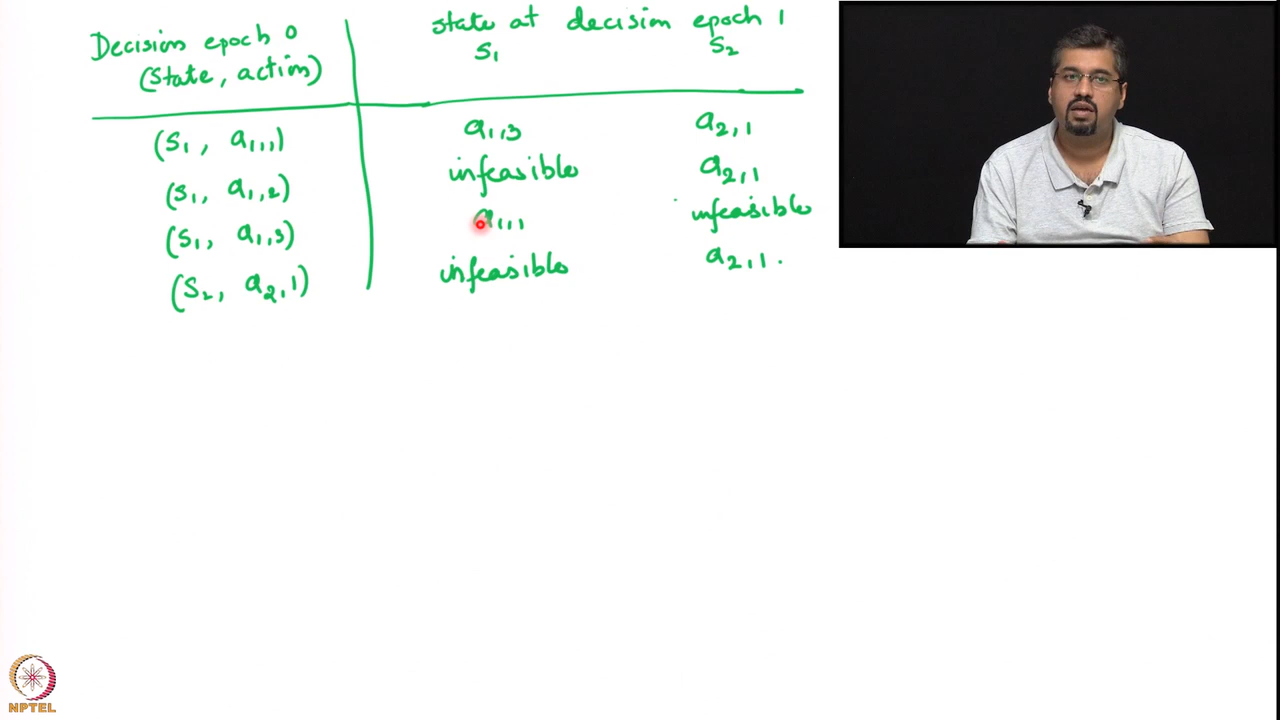 Decision epoch 0 state at decision epoch 1
(state, action) s₁ s₂
(s₁, a₁,₁) a₁,₃ a₂,₁
(s₁, a₁,₂) infeasible a₂,₁
(s₁, a₁,₃) a₁,₁ infeasible
(s₂, a₂,₁) infeasible a₂,₁.
NPTEL